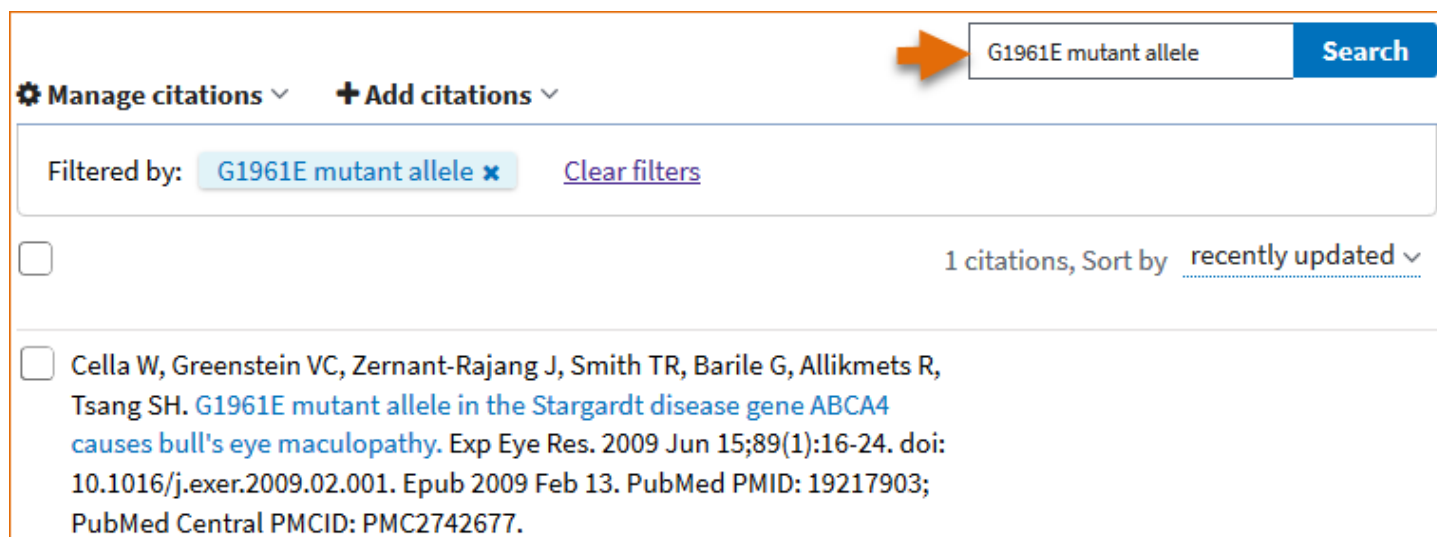 G1961E mutant allele Search
Manage citations + Add citations
Filtered by: G1961E mutant allele × Clear filters
1 citations, Sort by recently updated
Cella W, Greenstein VC, Zernant-Rajang J, Smith TR, Barile G, Allikmets R,
Tsang SH. G1961E mutant allele in the Stargardt disease gene ABCA4
causes bull's eye maculopathy. Exp Eye Res. 2009 Jun 15;89(1):16-24. doi:
10.1016/j.exer.2009.02.001. Epub 2009 Feb 13. PubMed PMID: 19217903;
PubMed Central PMCID: PMC2742677.